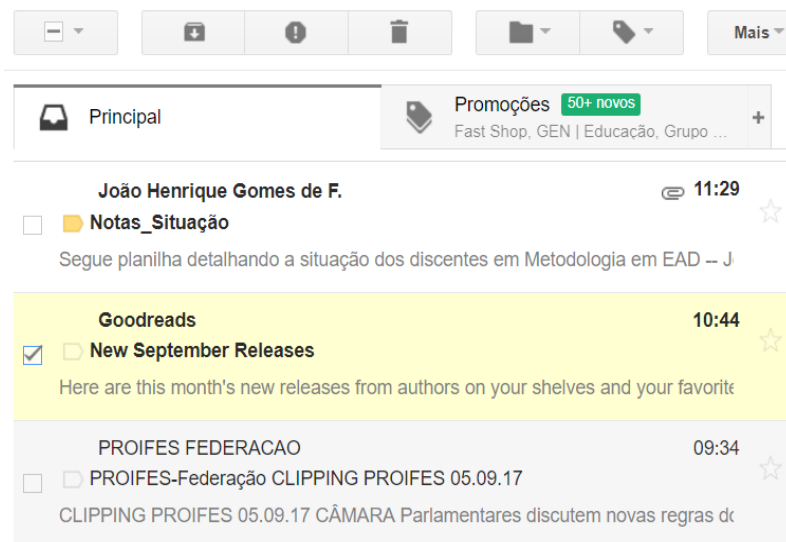 Mais
Principal
Promoções 50+ novos
Fast Shop, GEN | Educação, Grupo ...
João Henrique Gomes de F. 11:29
Notas_Situação
Segue planilha detalhando a situação dos discentes em Metodologia em EAD -- J
Goodreads 10:44
New September Releases
Here are this month's new releases from authors on your shelves and your favorite
PROIFES FEDERACAO 09:34
PROIFES-Federação CLIPPING PROIFES 05.09.17
CLIPPING PROIFES 05.09.17 CÂMARA Parlamentares discutem novas regras do